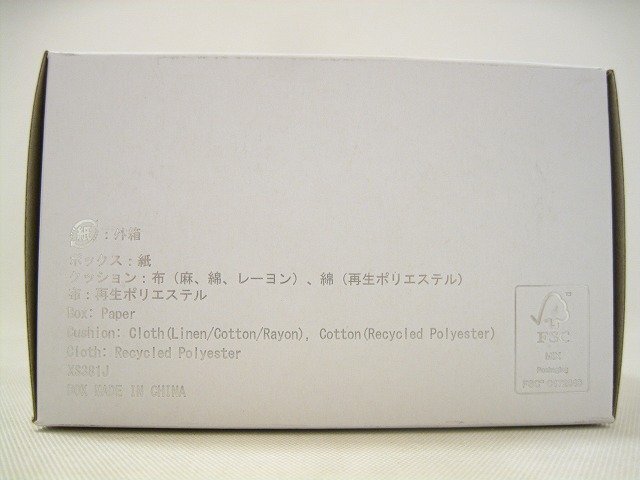 紙:外箱
ボックス:紙
クッション:布(麻、綿、レーヨン)、綿(再生ポリエステル)
布:再生ポリエステル
Box: Paper
Cushion: Cloth(Linen/Cotton/Rayon), Cotton(Recycled Polyester)
Cloth: Recycled Polyester
XS381J
BOX MADE IN CHINA
FSC
MIX
Packaging